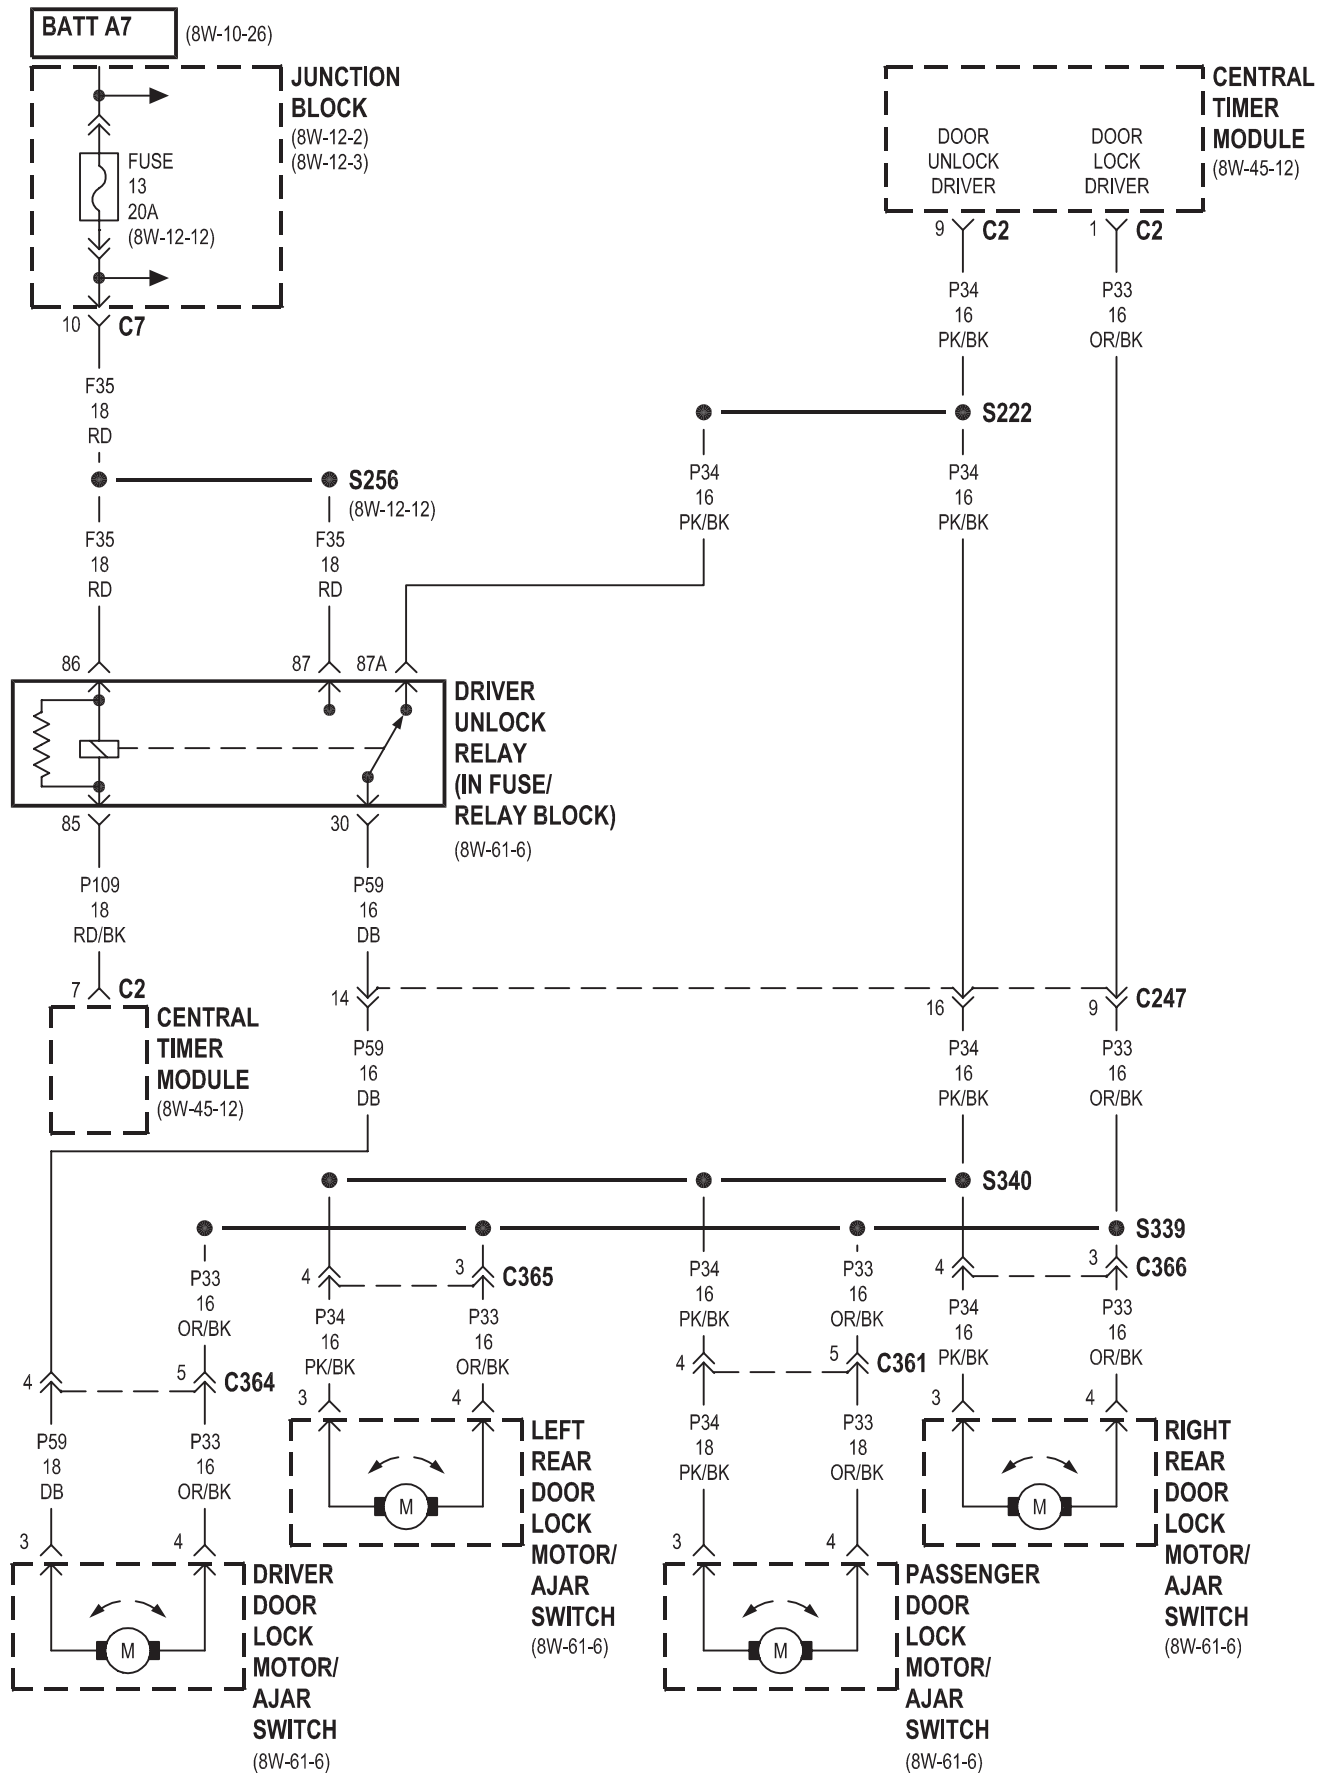 BATT A7
(8W-10-26)
JUNCTION
BLOCK
(8W-12-2)
(8W-12-3)
FUSE
13
20A
(8W-12-12)
10
C7
CENTRAL
TIMER
MODULE
(8W-45-12)
DOOR
UNLOCK
DRIVER
DOOR
LOCK
DRIVER
9
C2
1
C2
P34
16
PK/BK
P33
16
OR/BK
F35
18
RD
S222
S256
(8W-12-12)
P34
16
PK/BK
P34
16
PK/BK
F35
18
RD
F35
18
RD
86
87
87A
DRIVER
UNLOCK
RELAY
(IN FUSE/
RELAY BLOCK)
(8W-61-6)
85
30
P109
18
RD/BK
P59
16
DB
7
C2
CENTRAL
TIMER
MODULE
(8W-45-12)
14
16
9
C247
P59
16
DB
P34
16
PK/BK
P33
16
OR/BK
S340
S339
P33
16
OR/BK
4
3
C365
P34
16
PK/BK
P33
16
OR/BK
4
3
C366
P34
16
PK/BK
P33
16
OR/BK
P34
16
PK/BK
P33
16
OR/BK
4
5
C364
4
5
C361
3
4
LEFT
REAR
DOOR
LOCK
MOTOR/
AJAR
SWITCH
(8W-61-6)
M
3
4
RIGHT
REAR
DOOR
LOCK
MOTOR/
AJAR
SWITCH
(8W-61-6)
M
P59
18
DB
P33
16
OR/BK
P34
18
PK/BK
P33
18
OR/BK
3
4
DRIVER
DOOR
LOCK
MOTOR/
AJAR
SWITCH
(8W-61-6)
M
3
4
PASSENGER
DOOR
LOCK
MOTOR/
AJAR
SWITCH
(8W-61-6)
M